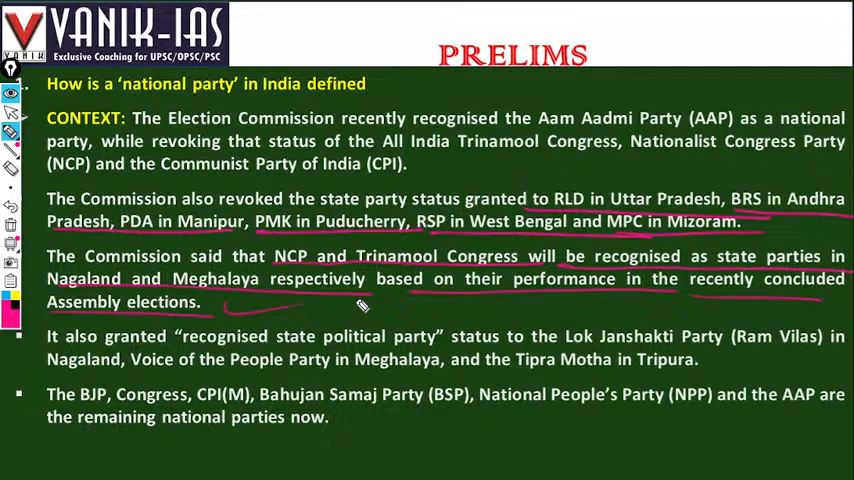 VANIK-IAS
VANIK
Exclusive Coaching for UPSC/OPSC/PSC
PRELIMS
1. How is a ‘national party’ in India defined
CONTEXT: The Election Commission recently recognised the Aam Aadmi Party (AAP) as a national
party, while revoking that status of the All India Trinamool Congress, Nationalist Congress Party
(NCP) and the Communist Party of India (CPI).
The Commission also revoked the state party status granted to RLD in Uttar Pradesh, BRS in Andhra
Pradesh, PDA in Manipur, PMK in Puducherry, RSP in West Bengal and MPC in Mizoram.
The Commission said that NCP and Trinamool Congress will be recognised as state parties in
Nagaland and Meghalaya respectively based on their performance in the recently concluded
Assembly elections.
It also granted “recognised state political party” status to the Lok Janshakti Party (Ram Vilas) in
Nagaland, Voice of the People Party in Meghalaya, and the Tipra Motha in Tripura.
The BJP, Congress, CPI(M), Bahujan Samaj Party (BSP), National People’s Party (NPP) and the AAP are
the remaining national parties now.